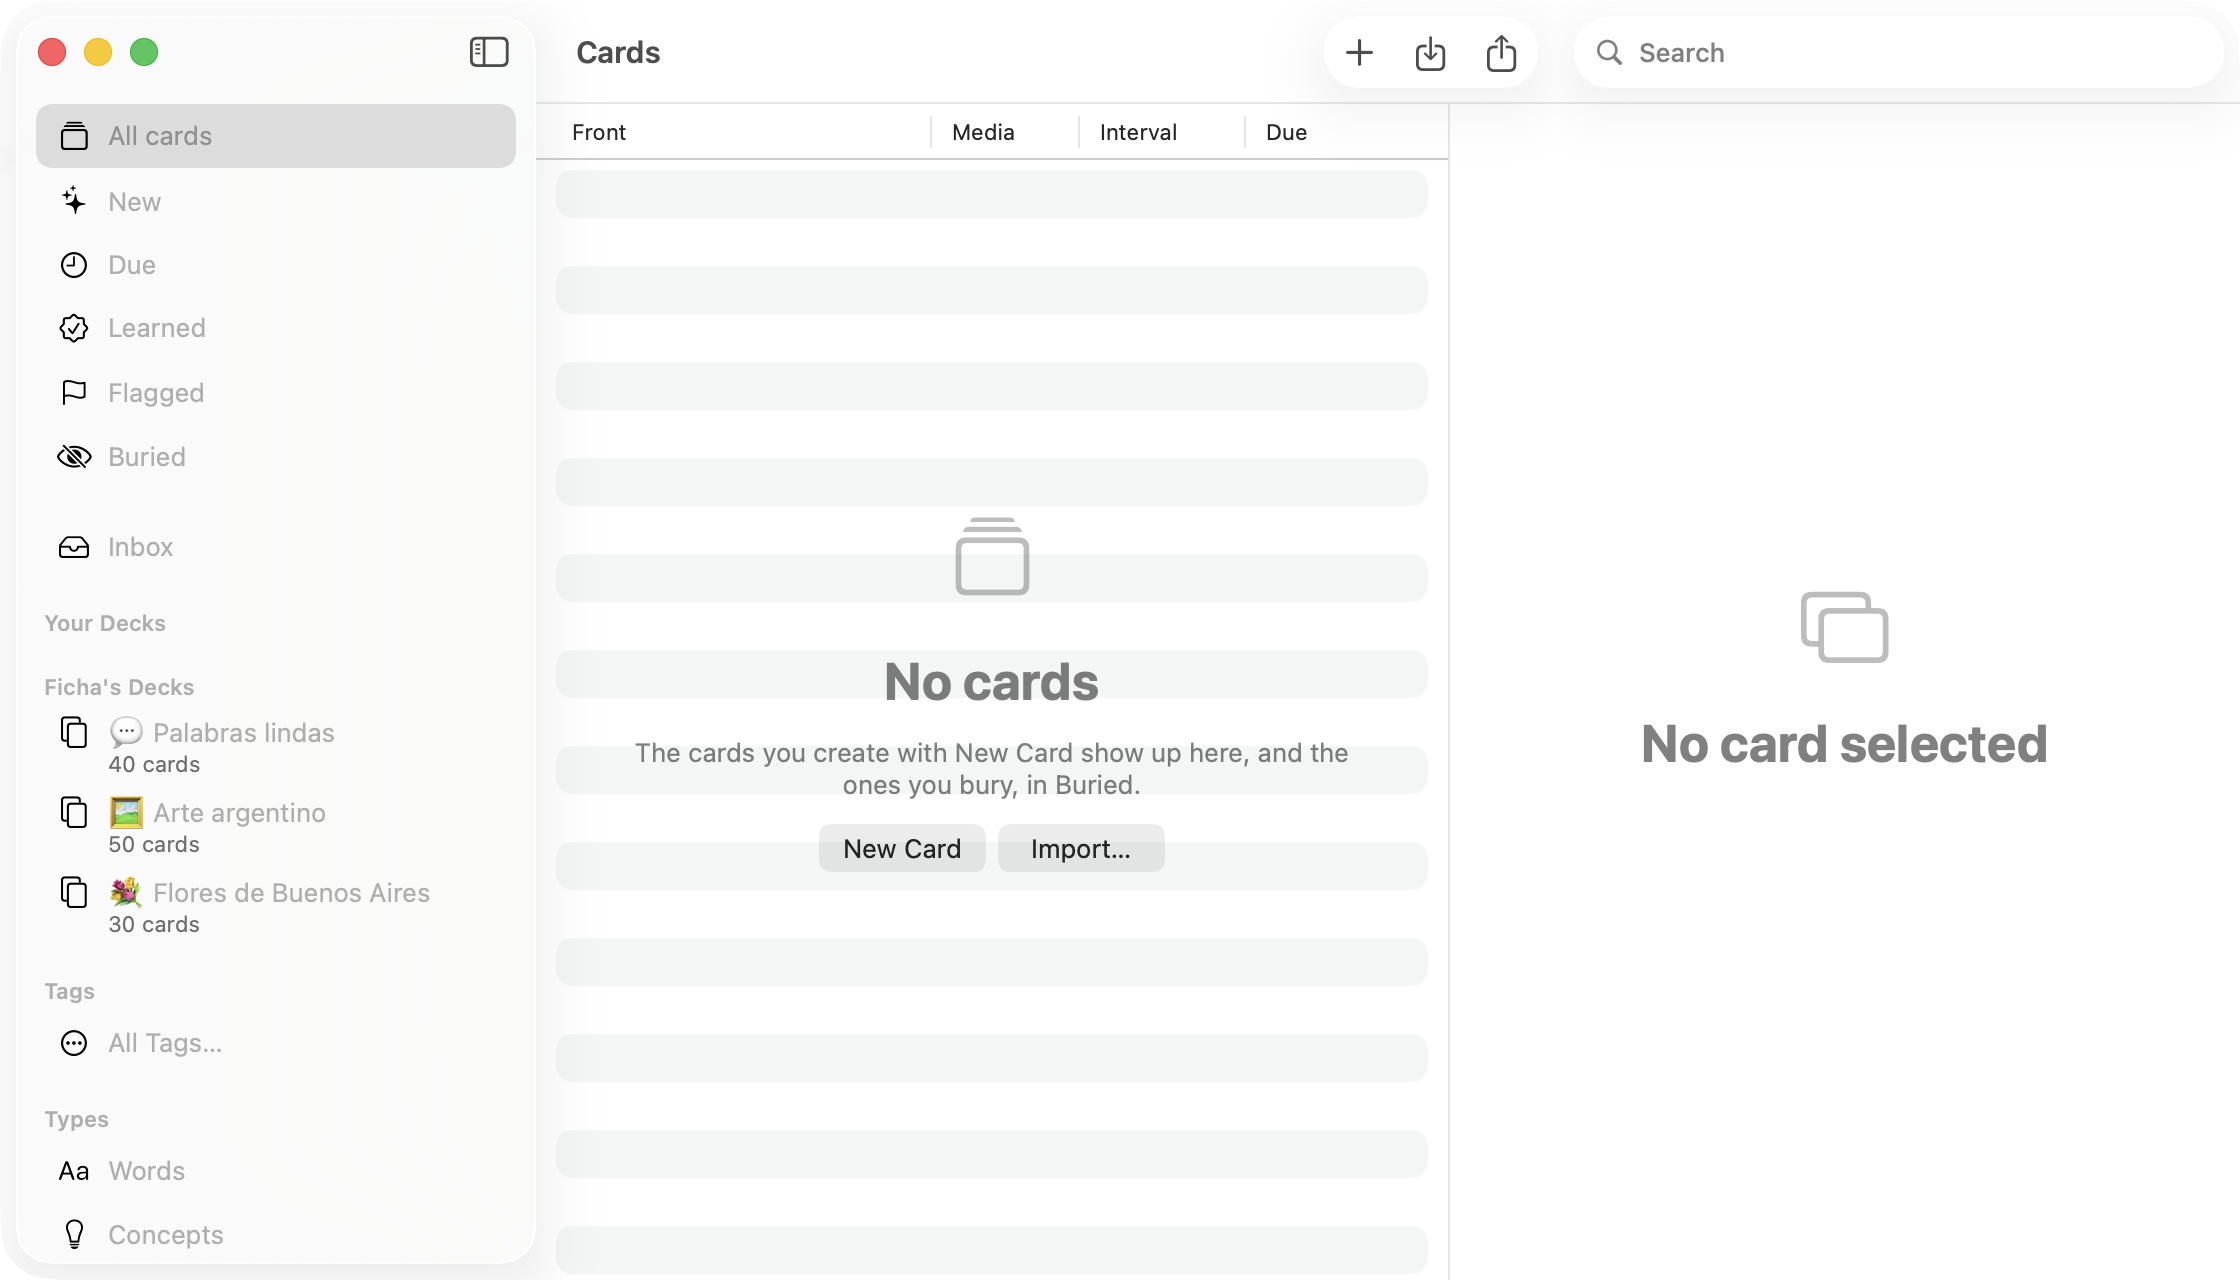 All cards
New
Due
Learned
Flagged
Buried
Inbox
Your Decks
Ficha's Decks
Palabras lindas
40 cards
Arte argentino
50 cards
Flores de Buenos Aires
30 cards
Tags
All Tags...
Types
Aa Words
Concepts
Cards
Search
Front
Media
Interval
Due
No cards
The cards you create with New Card show up here, and the
ones you bury, in Buried.
New Card
Import...
No card selected